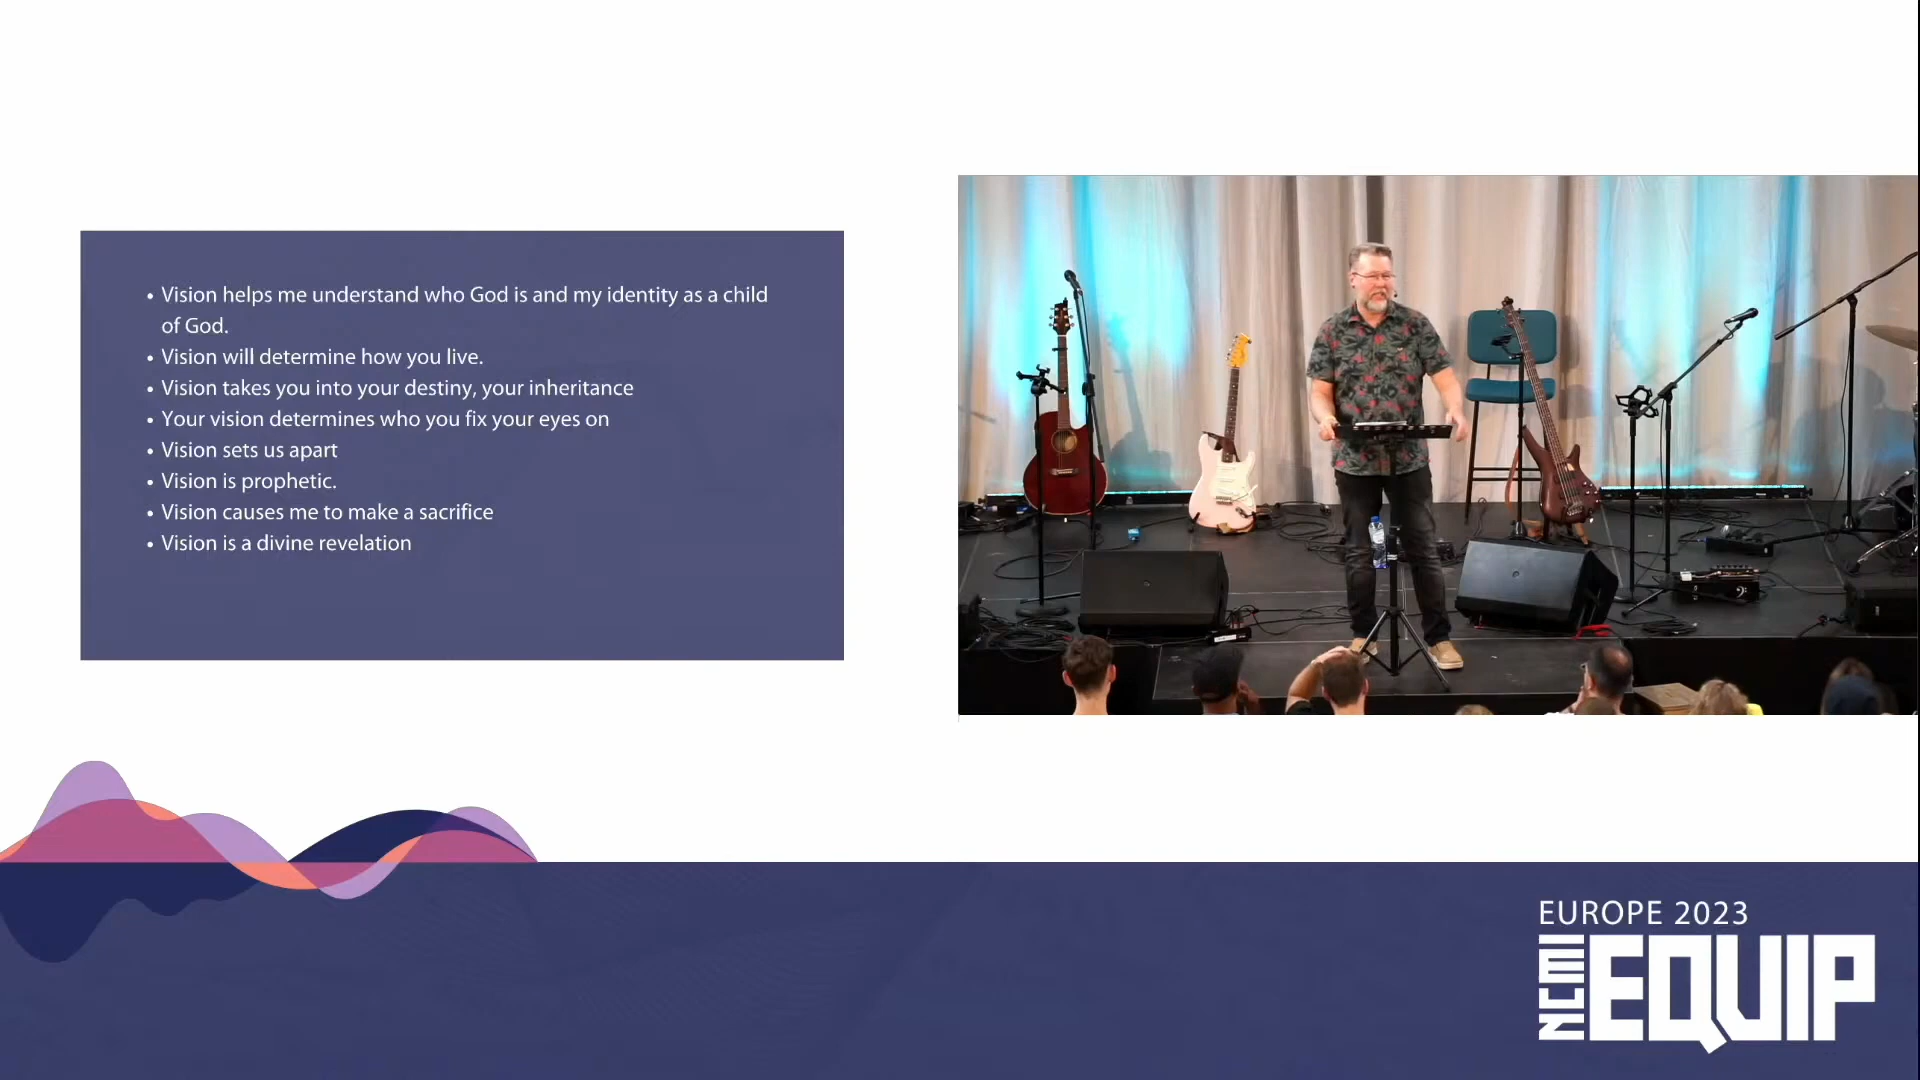 • Vision helps me understand who God is and my identity as a child
of God.
• Vision will determine how you live.
• Vision takes you into your destiny, your inheritance
• Your vision determines who you fix your eyes on
• Vision sets us apart
• Vision is prophetic.
• Vision causes me to make a sacrifice
• Vision is a divine revelation
EUROPE 2023
NCMI
EQUIP